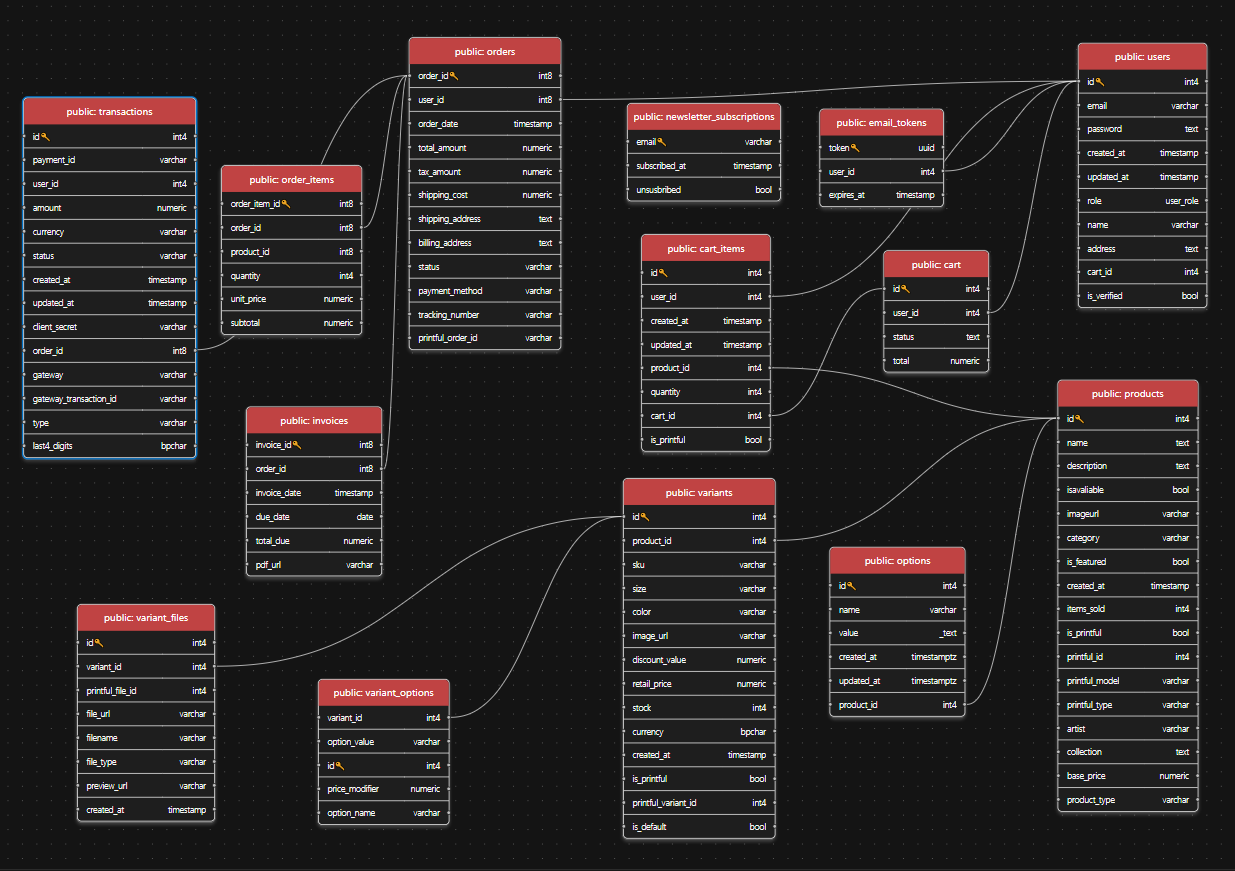 public: transactions
id int4
payment_id varchar
user_id int4
amount numeric
currency varchar
status varchar
created_at timestamp
updated_at timestamp
client_secret varchar
order_id int8
gateway varchar
gateway_transaction_id varchar
type varchar
last4_digits bpchar
public: order_items
order_item_id int8
order_id int8
product_id int8
quantity int4
unit_price numeric
subtotal numeric
public: orders
order_id int8
user_id int8
order_date timestamp
total_amount numeric
tax_amount numeric
shipping_cost numeric
shipping_address text
billing_address text
status varchar
payment_method varchar
tracking_number varchar
printful_order_id varchar
public: newsletter_subscriptions
email varchar
subscribed_at timestamp
unsusbribed bool
public: email_tokens
token uuid
user_id int4
expires_at timestamp
public: users
id int4
email varchar
password text
created_at timestamp
updated_at timestamp
role user_role
name varchar
address text
cart_id int4
is_verified bool
public: cart_items
id int4
user_id int4
created_at timestamp
updated_at timestamp
product_id int4
quantity int4
cart_id int4
is_printful bool
public: cart
id int4
user_id int4
status text
total numeric
public: products
id int4
name text
description text
isavaliable bool
imageurl varchar
category varchar
is_featured bool
created_at timestamp
items_sold int4
is_printful bool
printful_id int4
printful_model varchar
printful_type varchar
artist varchar
collection text
base_price numeric
product_type varchar
public: invoices
invoice_id int8
order_id int8
invoice_date timestamp
due_date date
total_due numeric
pdf_url varchar
public: variants
id int4
product_id int4
sku varchar
size varchar
color varchar
image_url varchar
discount_value numeric
retail_price numeric
stock int4
currency bpchar
created_at timestamp
is_printful bool
printful_variant_id int4
is_default bool
public: options
id int4
name varchar
value _text
created_at timestamptz
updated_at timestamptz
product_id int4
public: variant_files
id int4
variant_id int4
printful_file_id int4
file_url varchar
filename varchar
file_type varchar
preview_url varchar
created_at timestamp
public: variant_options
variant_id int4
option_value varchar
id int4
price_modifier numeric
option_name varchar